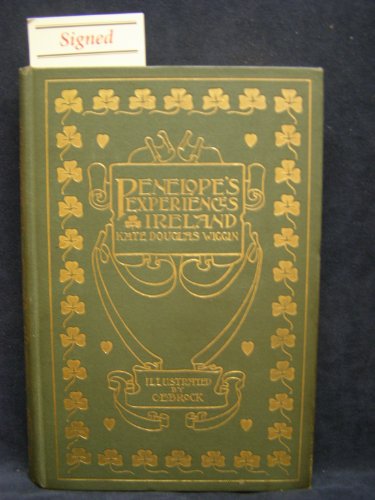 Signed
PENELOPE'S
EXPERIENCES
IRELAND
KATE DOUGLAS WIGGIN
ILLUSTRATED
BY
C·E·BROCK